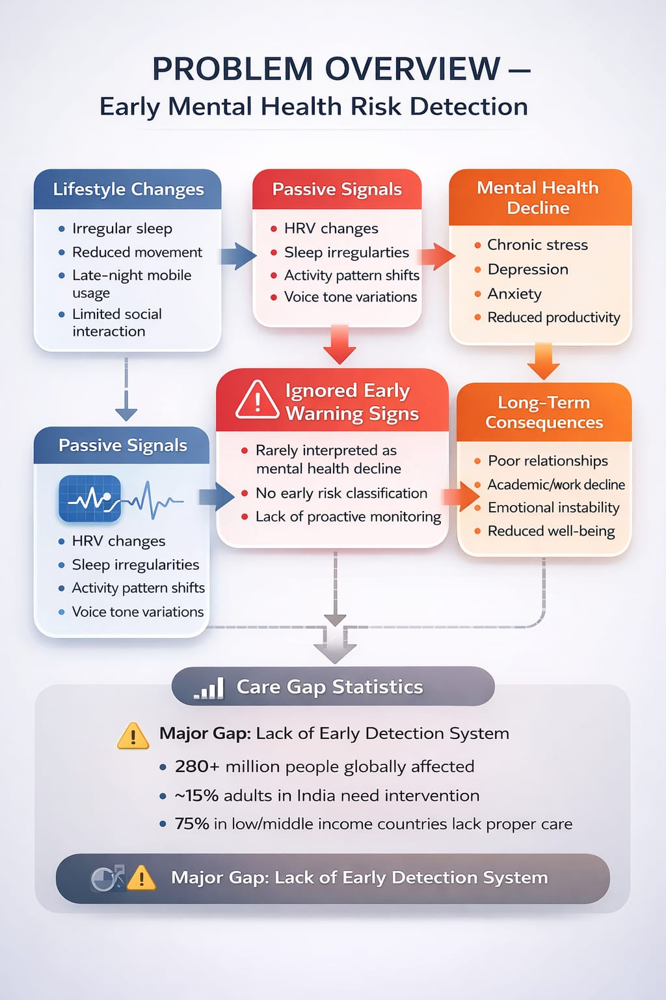 PROBLEM OVERVIEW –
Early Mental Health Risk Detection
Lifestyle Changes
• Irregular sleep
• Reduced movement
• Late-night mobile
usage
• Limited social
interaction
Passive Signals
• HRV changes
• Sleep irregularties
• Activity pattern shifts
• Voice tone variations
Mental Health
Decline
• Chronic stress
• Depression
• Anxiety
• Reduced productivity
Passive Signals
• HRV changes
• Sleep irregularities
• Activity pattern shifts
• Voice tone variations
Ignored Early
Warning Signs
• Rarely interpreted as
mental health decline
• No early risk classification
• Lack of proactive monitoring
Long-Term
Consequences
• Poor relationships
• Academic/work decline
• Emotional instability
• Reduced well-being
Care Gap Statistics
Major Gap: Lack of Early Detection System
• 280+ million people globally affected
• ~15% adults in India need intervention
• 75% in low/middle income countries lack proper care
Major Gap: Lack of Early Detection System